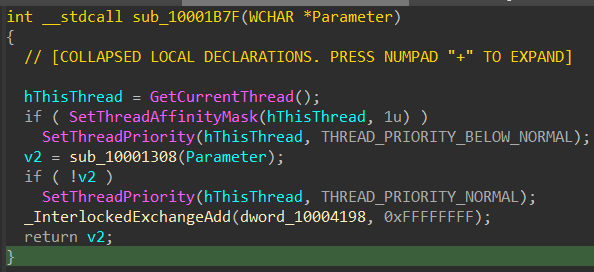 int __stdcall sub_10001B7F(WCHAR *Parameter)
{
// [COLLAPSED LOCAL DECLARATIONS. PRESS NUMPAD "+" TO EXPAND]
hThisThread = GetCurrentThread();
if ( SetThreadAffinityMask(hThisThread, 1u) )
SetThreadPriority(hThisThread, THREAD_PRIORITY_BELOW_NORMAL);
v2 = sub_10001308(Parameter);
if ( !v2 )
SetThreadPriority(hThisThread, THREAD_PRIORITY_NORMAL);
_InterlockedExchangeAdd(dword_10004198, 0xFFFFFFFF);
return v2;
}